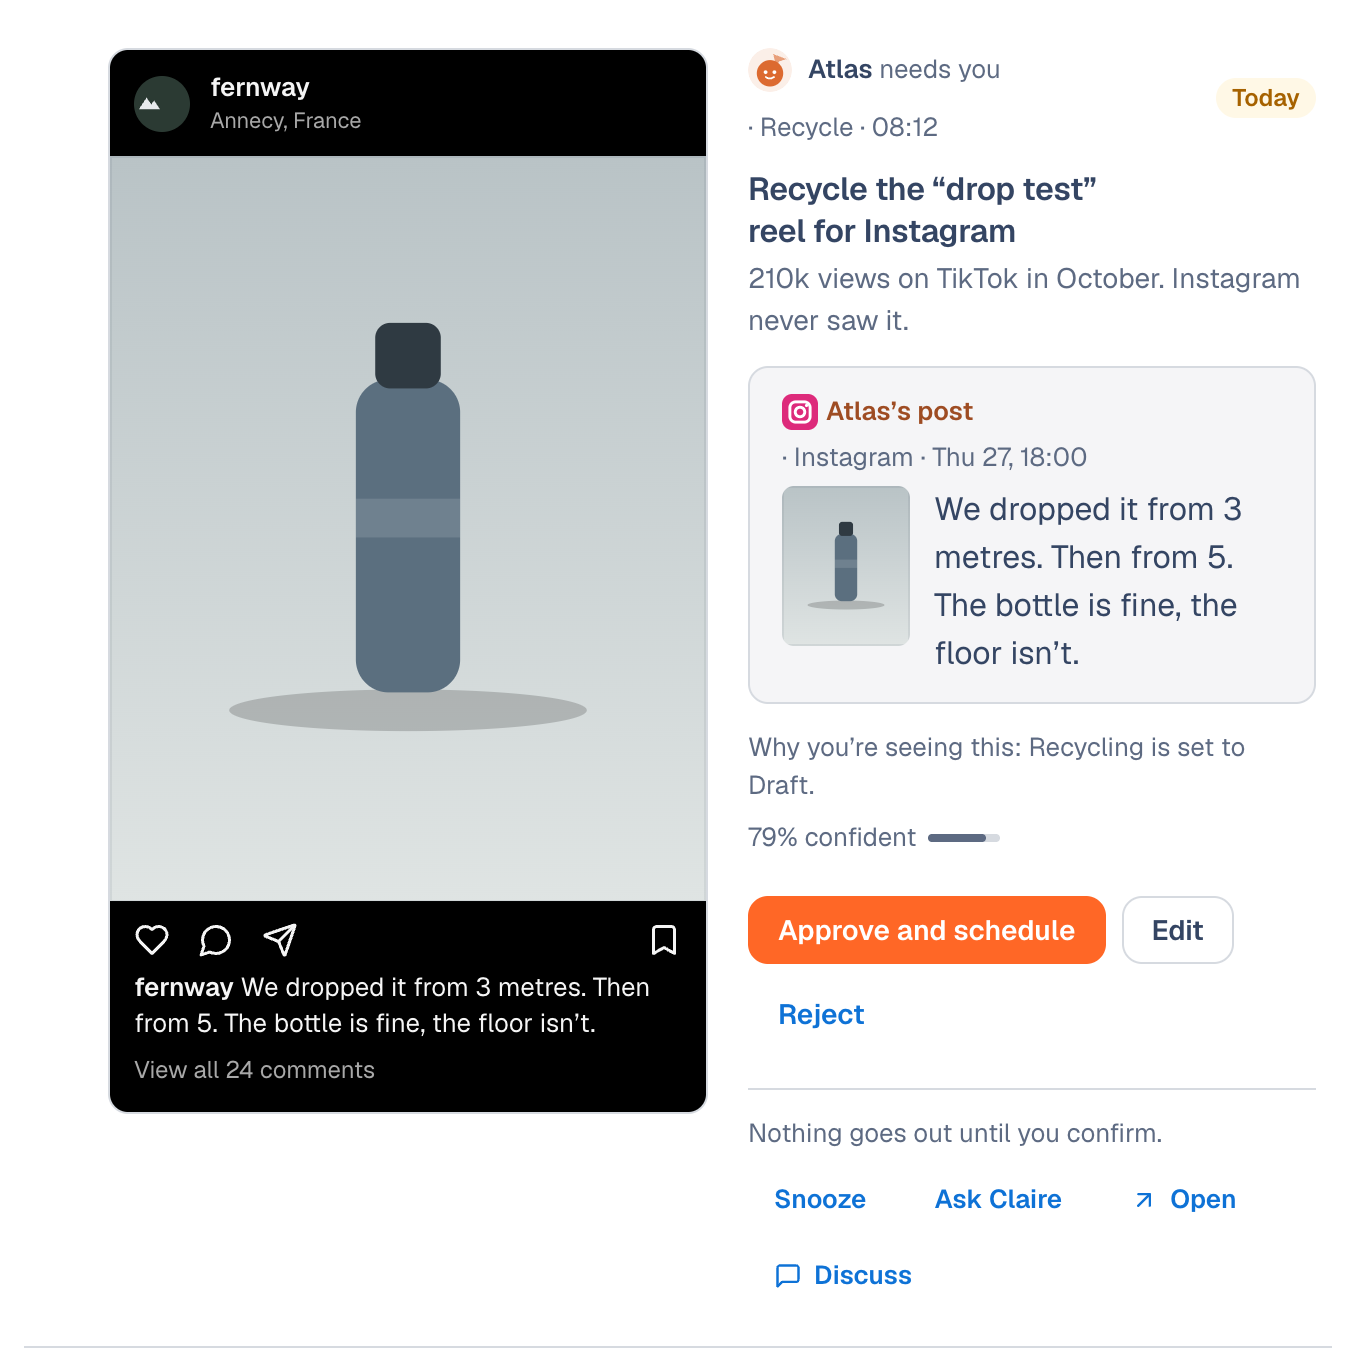 fernway
Annecy, France
fernway We dropped it from 3 metres. Then
from 5. The bottle is fine, the floor isn’t.
View all 24 comments
Atlas needs you
· Recycle · 08:12
Today
Recycle the “drop test”
reel for Instagram
210k views on TikTok in October. Instagram
never saw it.
Atlas’s post
· Instagram · Thu 27, 18:00
We dropped it from 3
metres. Then from 5.
The bottle is fine, the
floor isn’t.
Why you’re seeing this: Recycling is set to
Draft.
79% confident
Approve and schedule
Edit
Reject
Nothing goes out until you confirm.
Snooze
Ask Claire
Open
Discuss